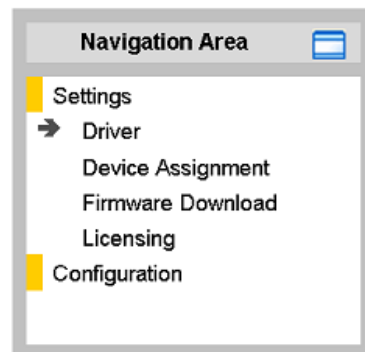 Navigation Area
Settings
Driver
Device Assignment
Firmware Download
Licensing
Configuration